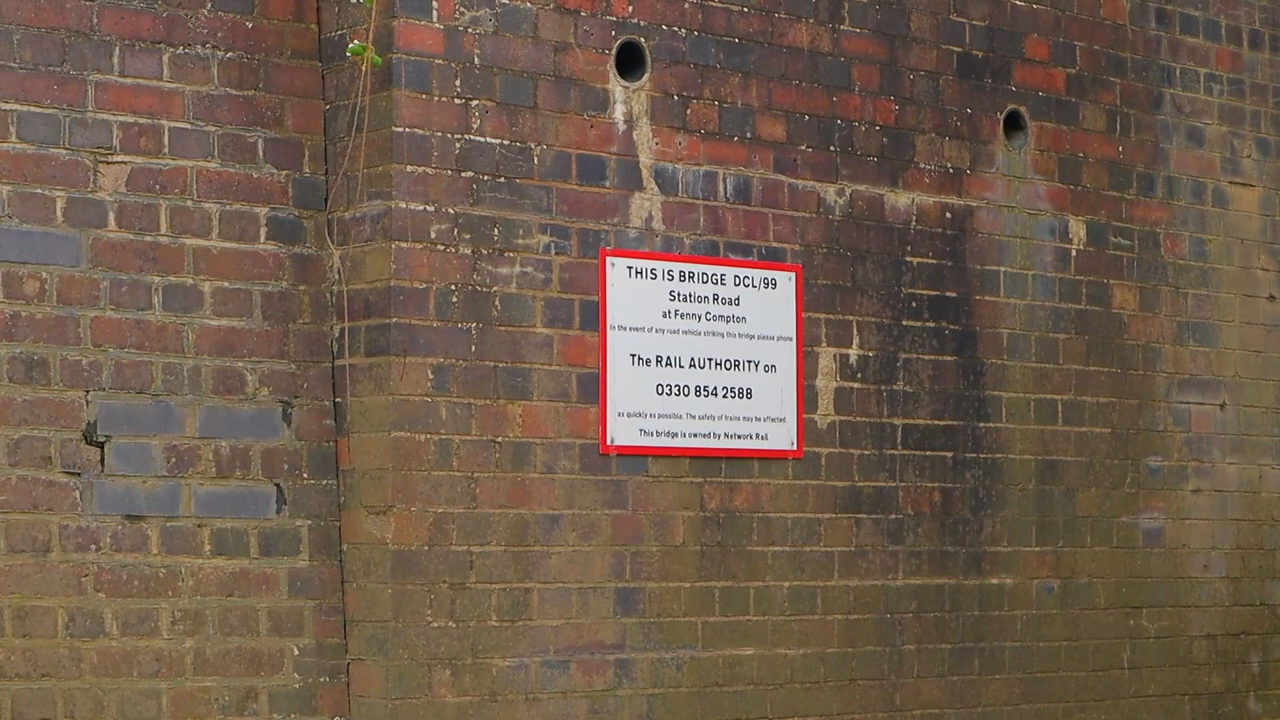 THIS IS BRIDGE DCL/99
Station Road
at Fenny Compton
In the event of any road vehicle striking this bridge please phone
The RAIL AUTHORITY on
0330 854 2588
as quickly as possible. The safety of trains may be affected.
This bridge is owned by Network Rail